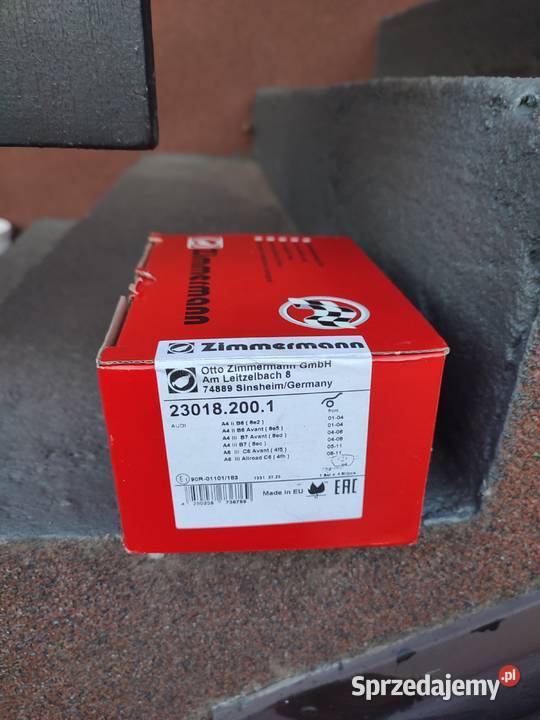 Zimmermann
Zimmermann
Otto Zimmermann GmbH
Am Leitzelbach 8
74889 Sinsheim/Germany
23018.200.1
AUDI
A4 II B6 ( 8e2 ) 01-04
A4 II B6 Avant ( 8e5 ) 01-04
A4 III B7 Avant ( 8ed ) 04-08
A4 III B7 ( 8ec ) 04-08
A6 III C6 Avant ( 4f5 ) 05-11
A6 III Allroad C6 ( 4fh ) 06-11
90R-01101/183
Made in EU
EAC
Sprzedajemy.pl